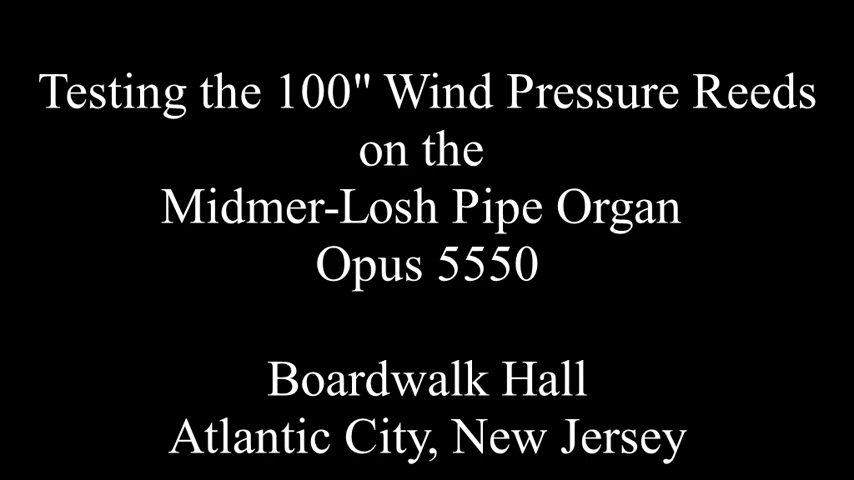 Testing the 100" Wind Pressure Reeds
on the
Midmer-Losh Pipe Organ
Opus 5550
Boardwalk Hall
Atlantic City, New Jersey